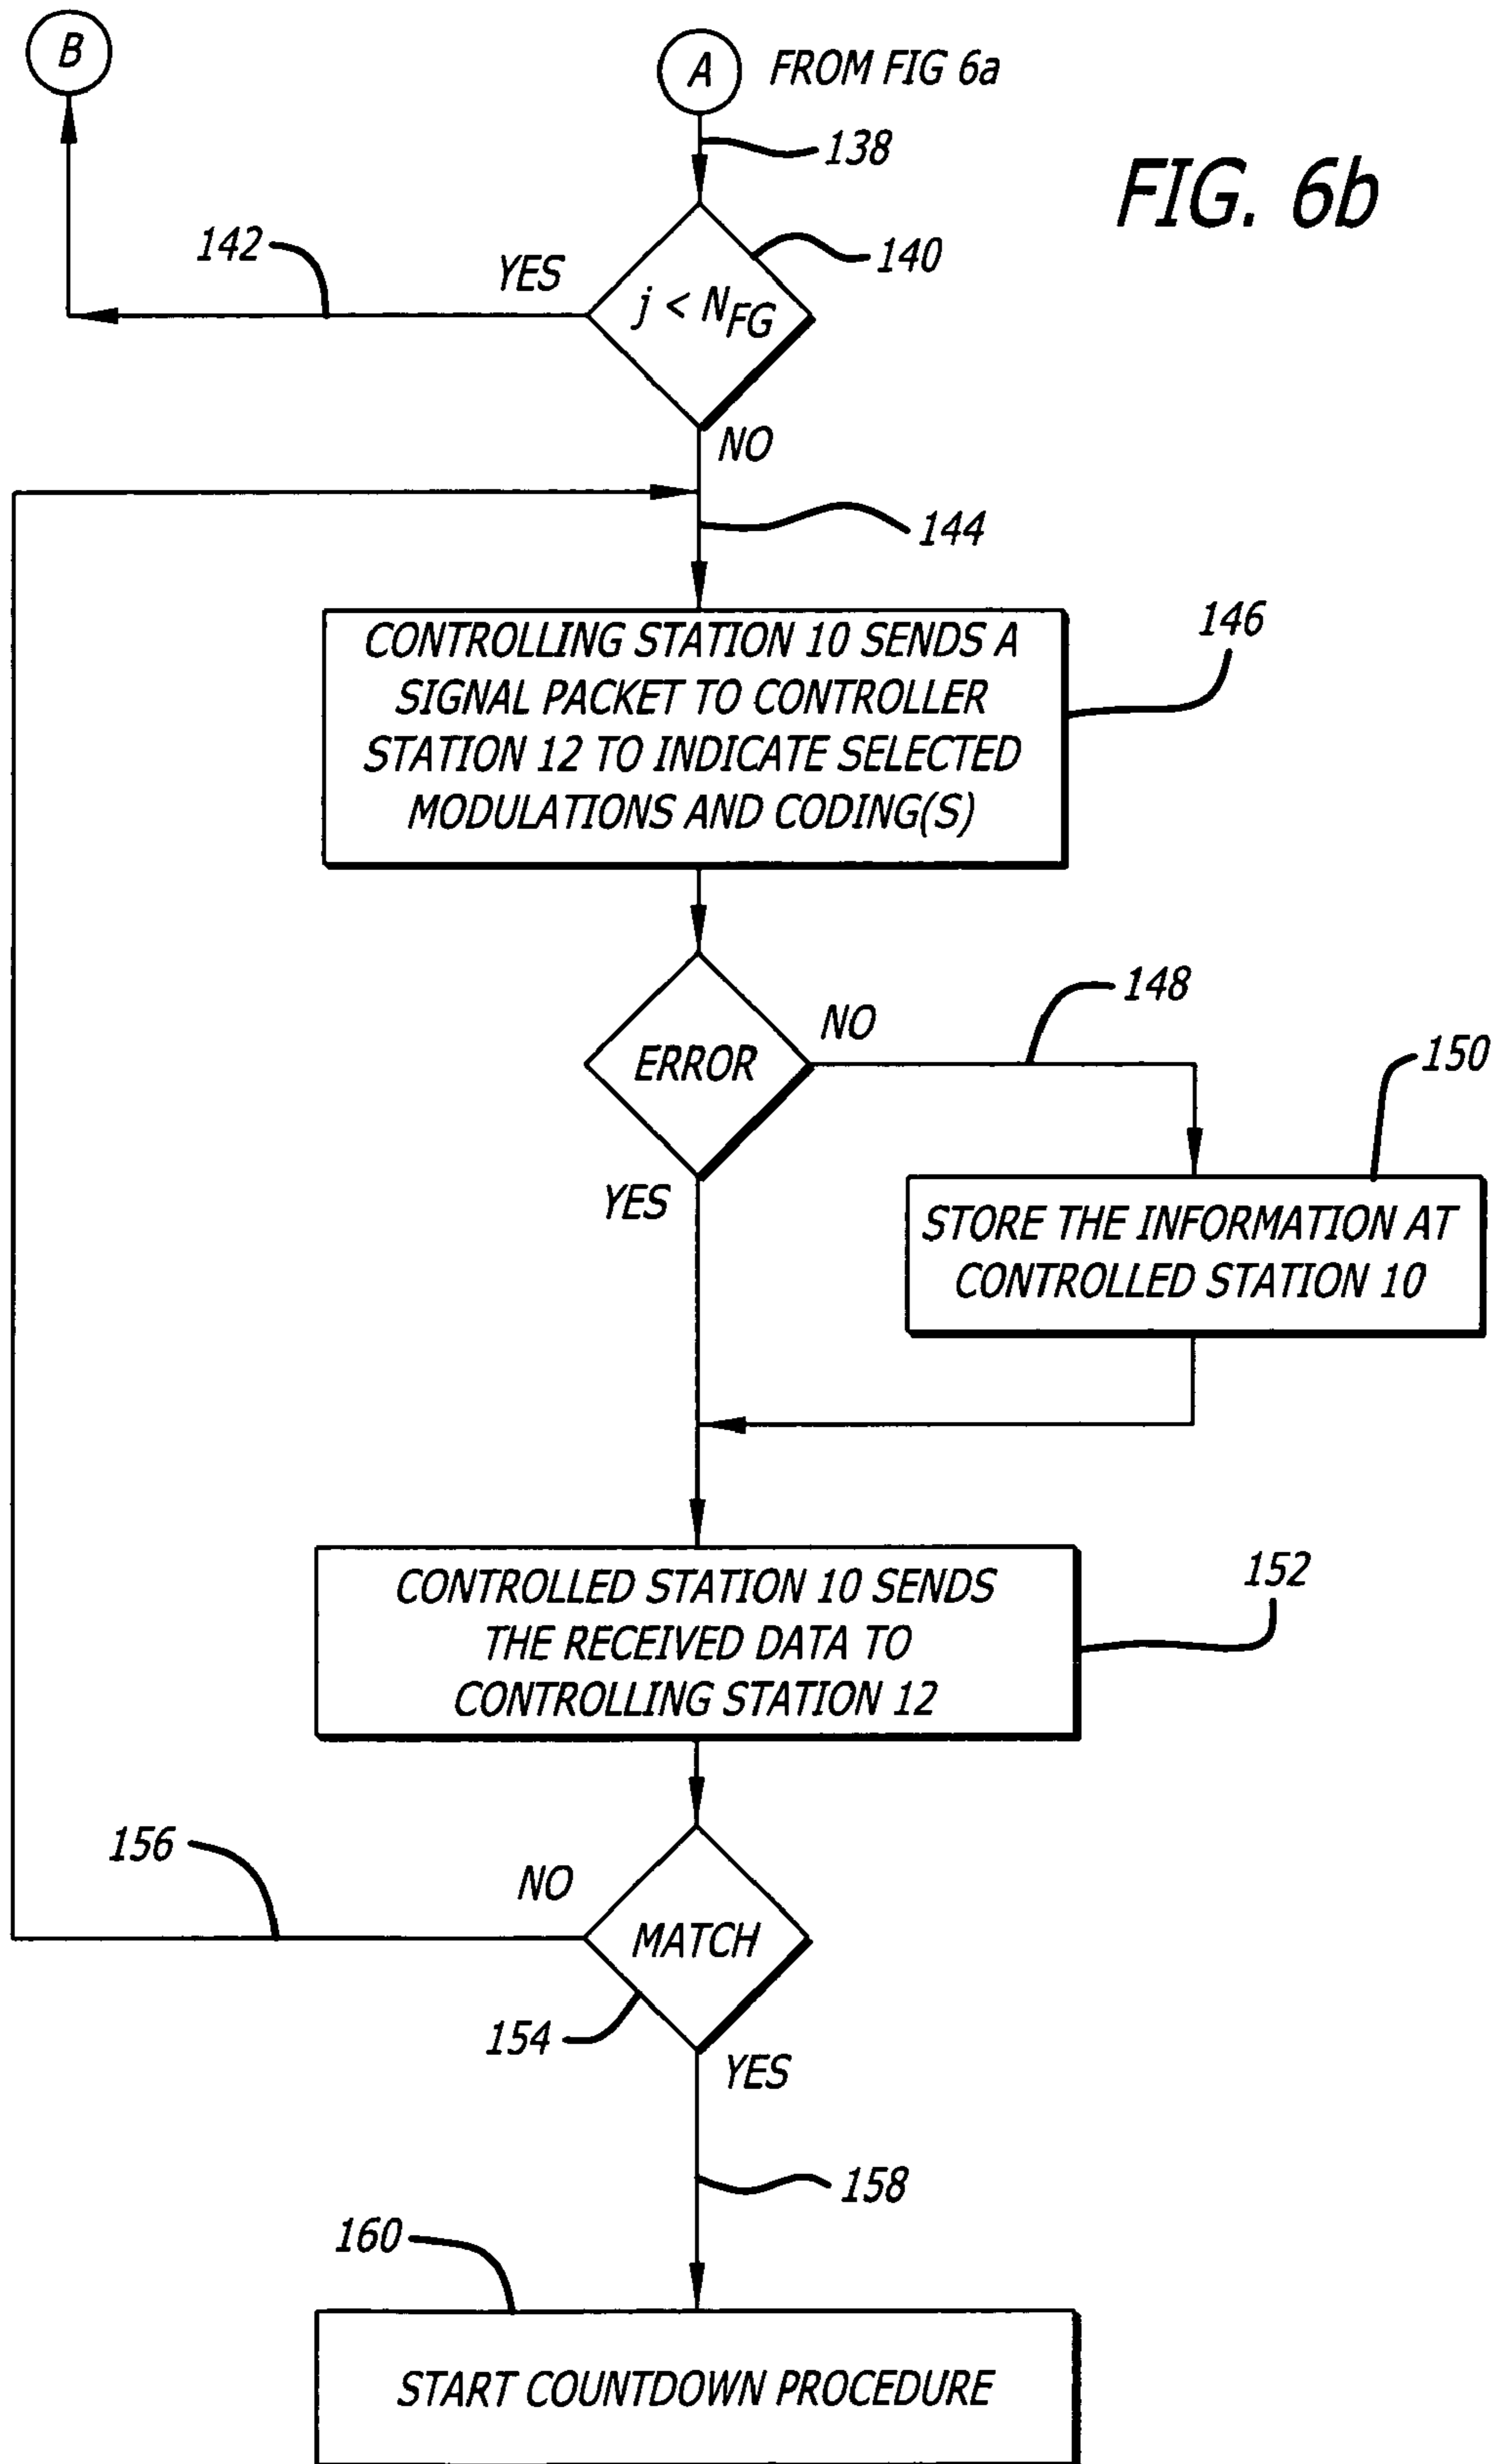 B
A FROM FIG 6a
138
FIG. 6b
142
YES
140
j < NFG
NO
144
CONTROLLING STATION 10 SENDS A
SIGNAL PACKET TO CONTROLLER
STATION 12 TO INDICATE SELECTED
MODULATIONS AND CODING(S)
146
ERROR
NO
148
150
YES
STORE THE INFORMATION AT
CONTROLLED STATION 10
CONTROLLED STATION 10 SENDS
THE RECEIVED DATA TO
CONTROLLING STATION 12
152
156
NO
MATCH
154
YES
158
160
START COUNTDOWN PROCEDURE